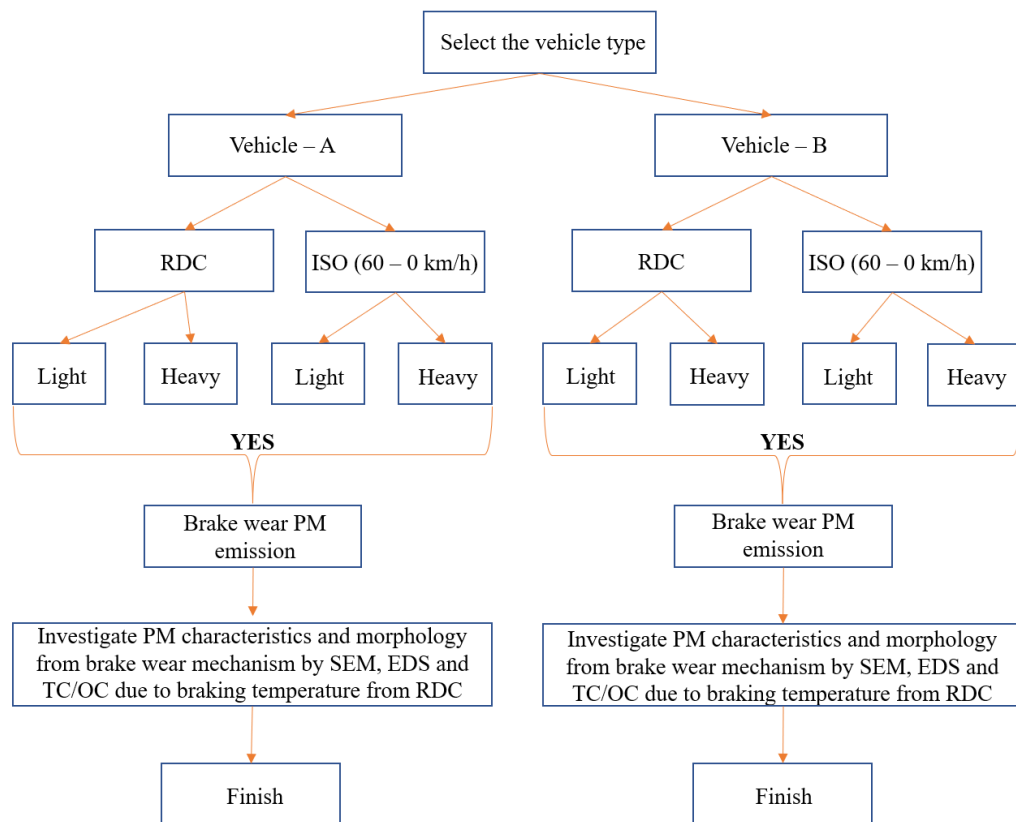 Select the vehicle type
Vehicle – A
Vehicle – B
RDC
ISO (60 – 0 km/h)
RDC
ISO (60 – 0 km/h)
Light
Heavy
Light
Heavy
Light
Heavy
Light
Heavy
YES
YES
Brake wear PM
emission
Brake wear PM
emission
Investigate PM characteristics and morphology
from brake wear mechanism by SEM, EDS and
TC/OC due to braking temperature from RDC
Investigate PM characteristics and morphology
from brake wear mechanism by SEM, EDS and
TC/OC due to braking temperature from RDC
Finish
Finish